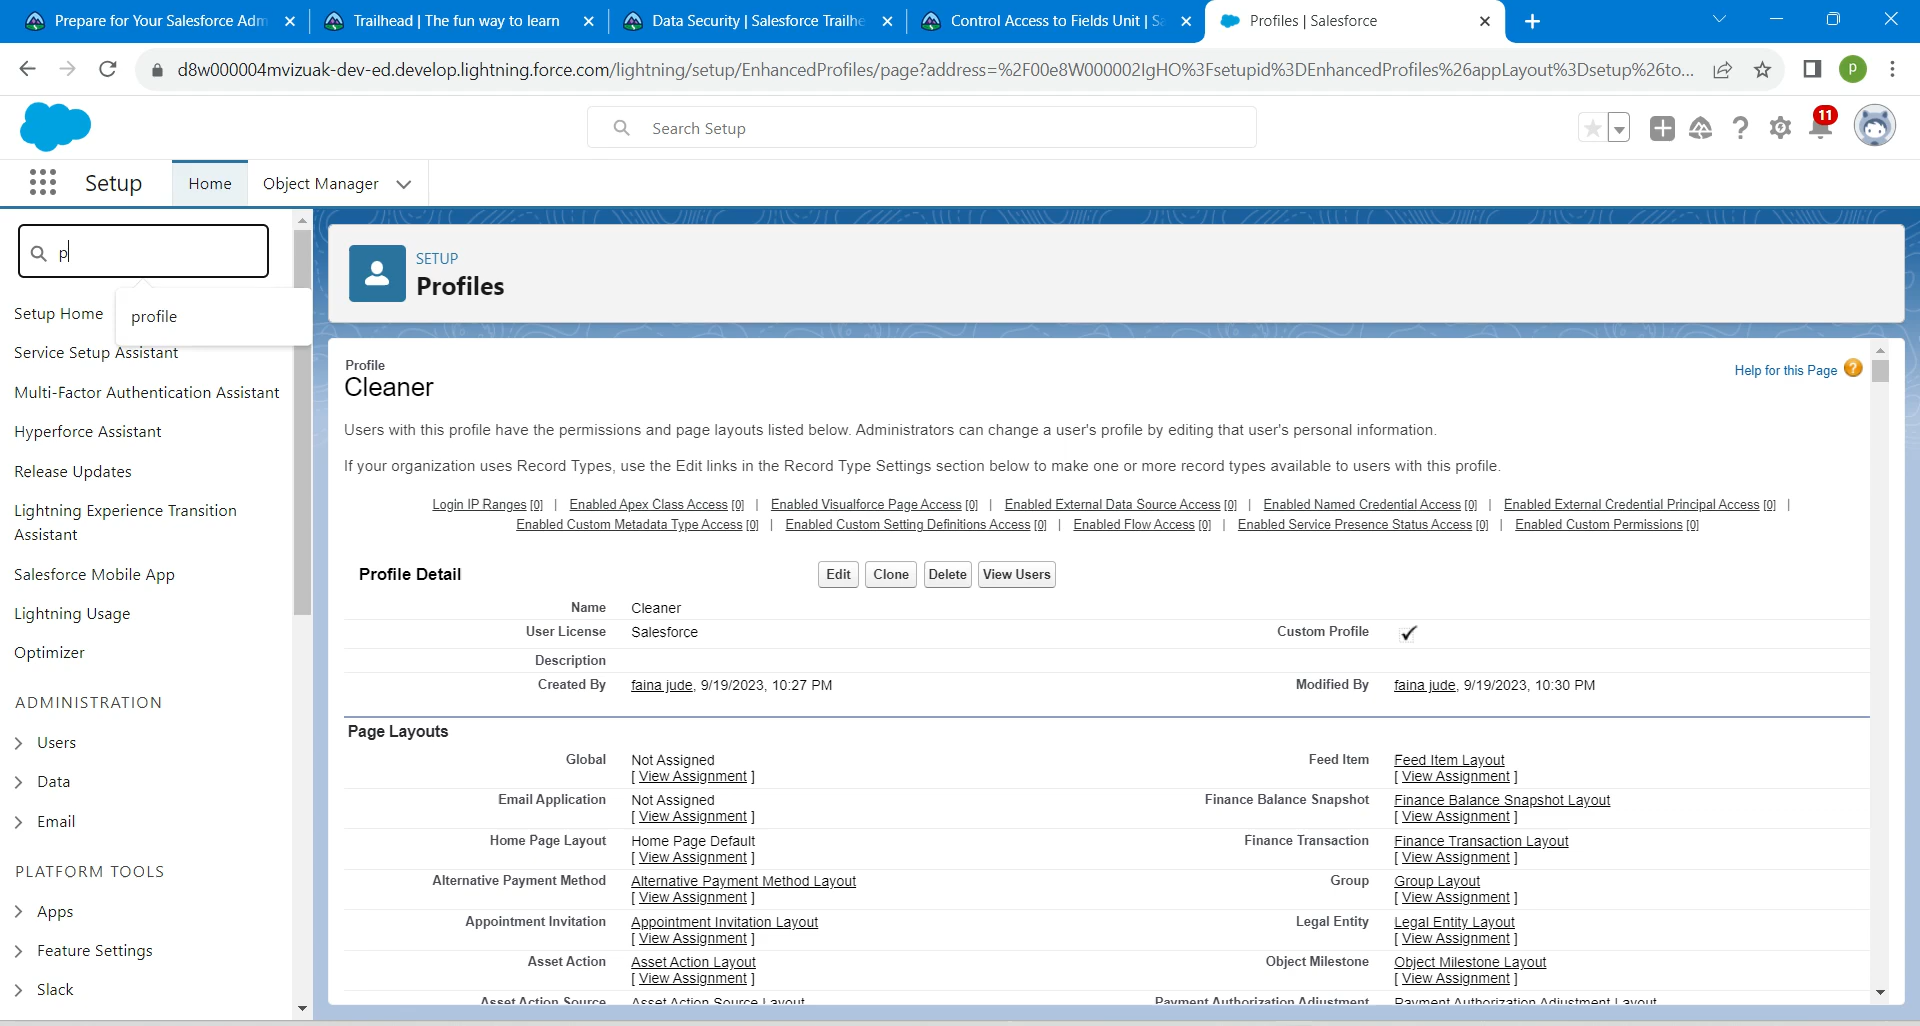 Prepare for Your Salesforce Adm
Trailhead | The fun way to learn
Data Security | Salesforce Trailhe
Control Access to Fields Unit | Sa
Profiles | Salesforce
d8w000004mvizuak-dev-ed.develop.lightning.force.com/lightning/setup/EnhancedProfiles/page?address=%2F00e8W000002IgHO%3Fsetupid%3DEnhancedProfiles%26appLayout%3Dsetup%26to...
p
Search Setup
11
Setup
Home
Object Manager
p
profile
Setup Home
Service Setup Assistant
Multi-Factor Authentication Assistant
Hyperforce Assistant
Release Updates
Lightning Experience Transition
Assistant
Salesforce Mobile App
Lightning Usage
Optimizer
ADMINISTRATION
Users
Data
Email
PLATFORM TOOLS
Apps
Feature Settings
Slack
SETUP
Profiles
Profile
Cleaner
Help for this Page ?
Users with this profile have the permissions and page layouts listed below. Administrators can change a user's profile by editing that user's personal information.
If your organization uses Record Types, use the Edit links in the Record Type Settings section below to make one or more record types available to users with this profile.
Login IP Ranges [0] | Enabled Apex Class Access [0] | Enabled Visualforce Page Access [0] | Enabled External Data Source Access [0] | Enabled Named Credential Access [0] | Enabled External Credential Principal Access [0] |
Enabled Custom Metadata Type Access [0] | Enabled Custom Setting Definitions Access [0] | Enabled Flow Access [0] | Enabled Service Presence Status Access [0] | Enabled Custom Permissions [0]
Profile Detail Edit Clone Delete View Users
Name Cleaner
User License Salesforce Custom Profile
Description
Created By faina jude, 9/19/2023, 10:27 PM Modified By faina jude, 9/19/2023, 10:30 PM
Page Layouts
Global Not Assigned Feed Item Feed Item Layout
[ View Assignment ] [ View Assignment ]
Email Application Not Assigned Finance Balance Snapshot Finance Balance Snapshot Layout
[ View Assignment ] [ View Assignment ]
Home Page Layout Home Page Default Finance Transaction Finance Transaction Layout
[ View Assignment ] [ View Assignment ]
Alternative Payment Method Alternative Payment Method Layout Group Group Layout
[ View Assignment ] [ View Assignment ]
Appointment Invitation Appointment Invitation Layout Legal Entity Legal Entity Layout
[ View Assignment ] [ View Assignment ]
Asset Action Asset Action Layout Object Milestone Object Milestone Layout
[ View Assignment ] [ View Assignment ]
Asset Action Source Asset Action Source Layout Payment Authorization Adjustment Payment Authorization Adjustment Layout